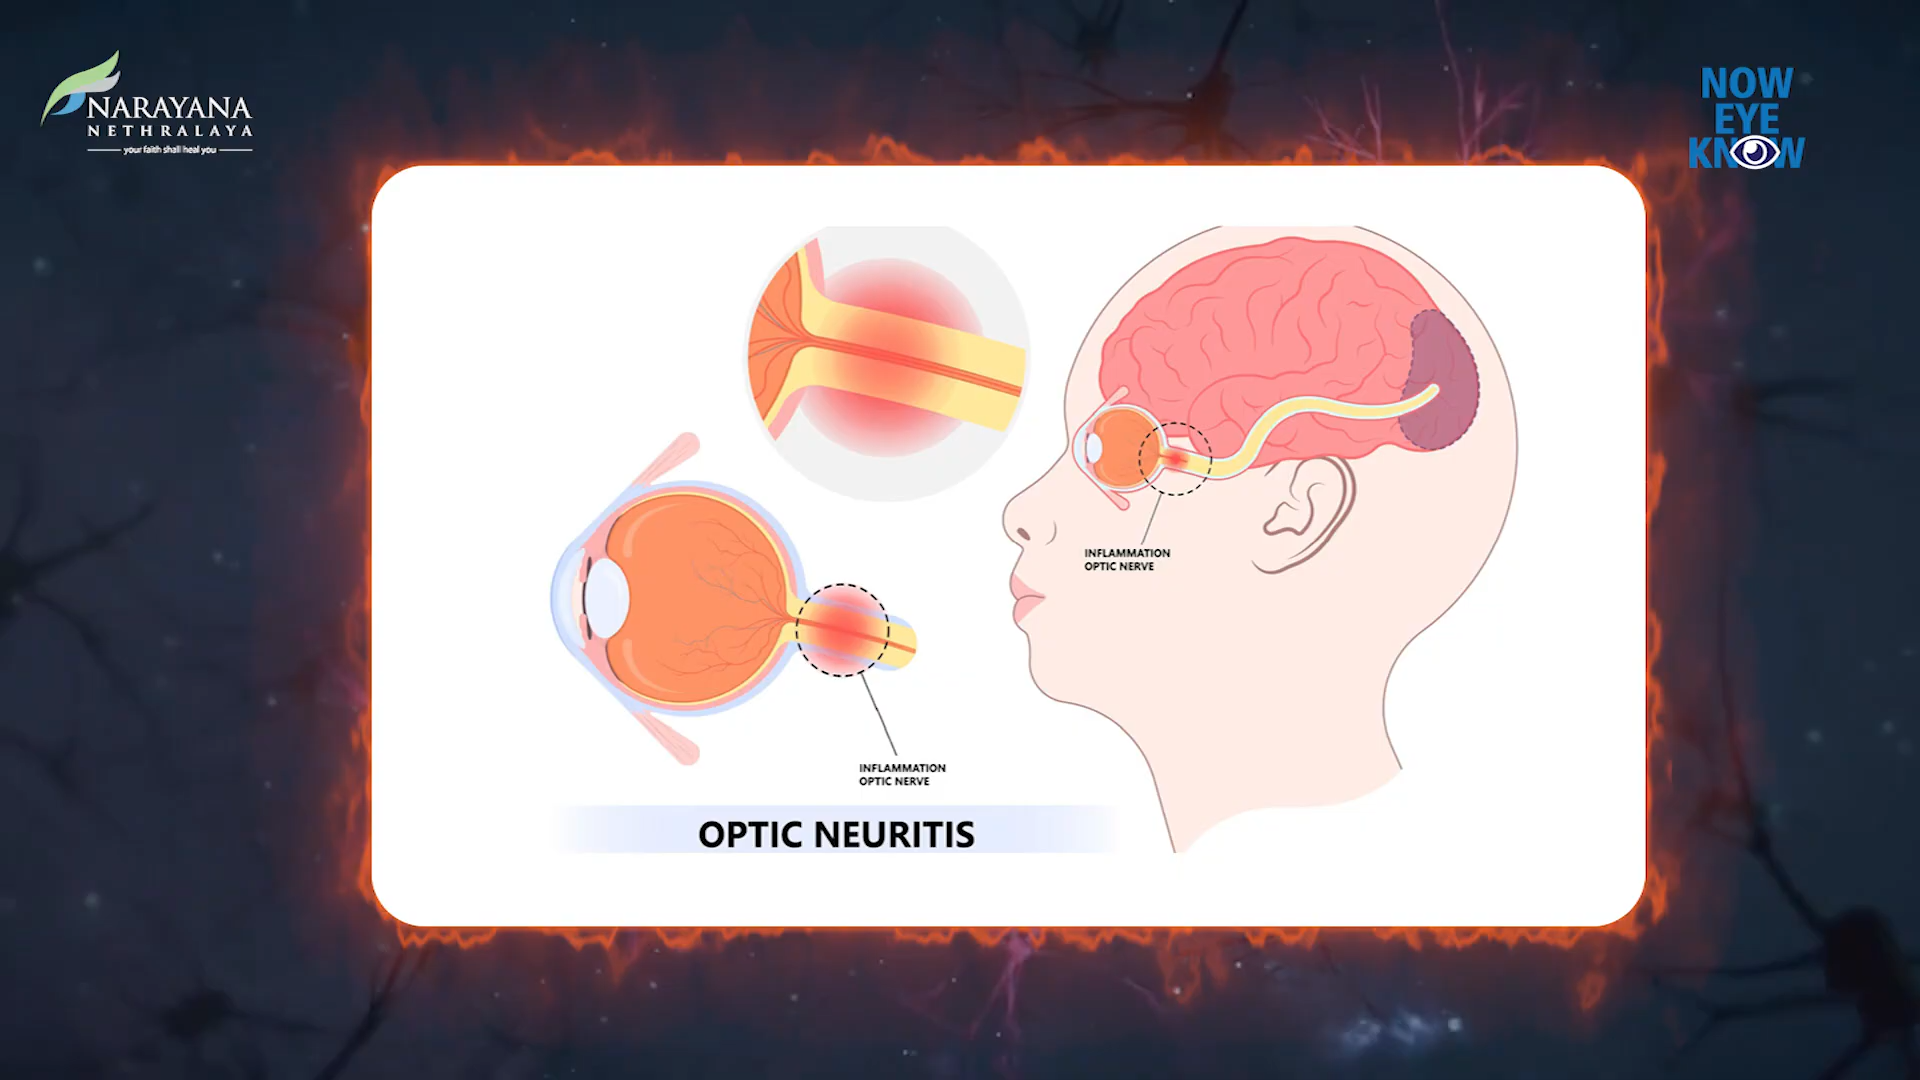 NARAYANA
NETHRALAYA
your faith shall heal you
NOW
EYE
KNOW
INFLAMMATION
OPTIC NERVE
INFLAMMATION
OPTIC NERVE
OPTIC NEURITIS